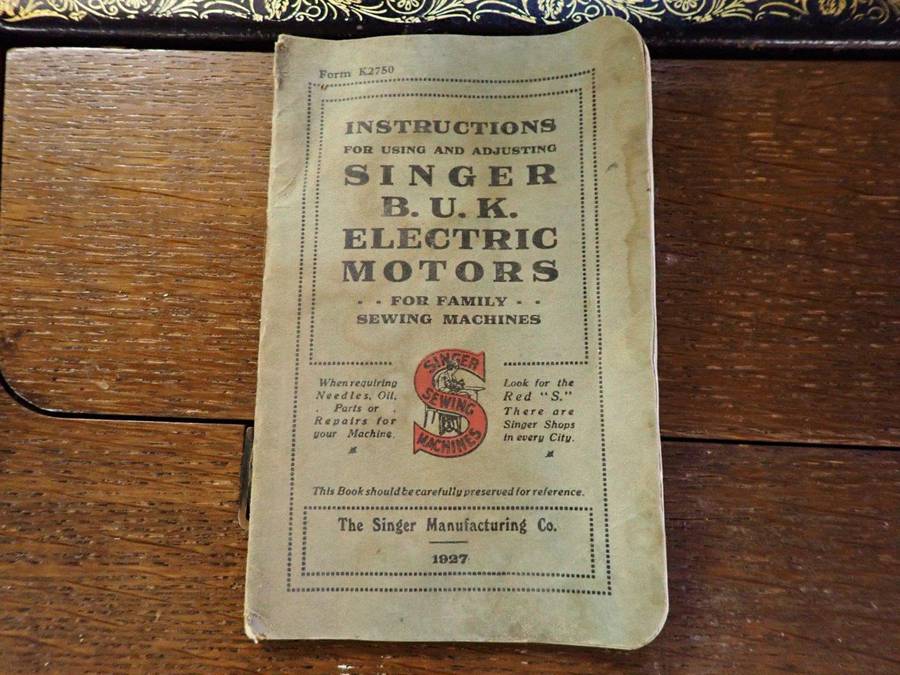 Form K2750
INSTRUCTIONS
FOR USING AND ADJUSTING
SINGER
B. U. K.
ELECTRIC
MOTORS
- - FOR FAMILY - -
SEWING MACHINES
When requiring
Needles, Oil,
. Parts or .
Repairs for
your Machine.
SINGER
SEWING
MACHINES
Look for the
Red "S."
There are
Singer Shops
in every City.
This Book should be carefully preserved for reference.
The Singer Manufacturing Co.
1927